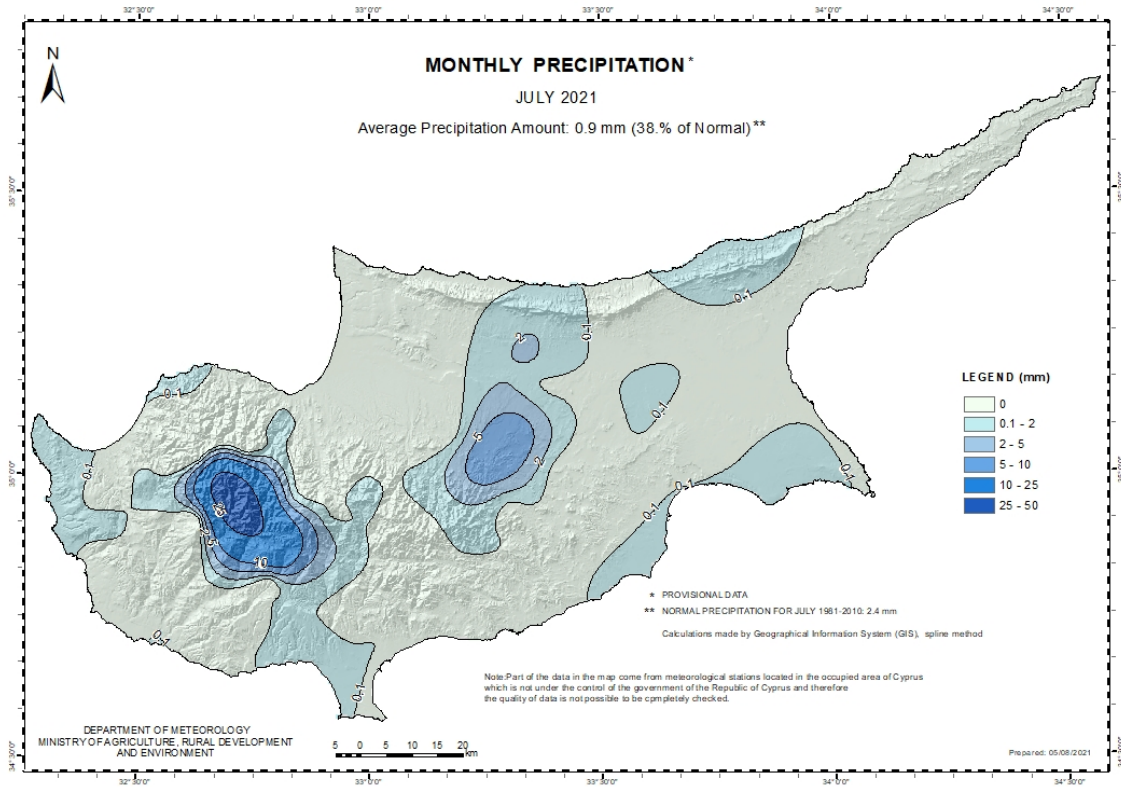 32°30'0" 33°0'0" 33°30'0" 34°0'0" 34°30'0"
N
MONTHLY PRECIPITATION *
JULY 2021
Average Precipitation Amount: 0.9 mm (38.% of Normal) **
35°30'0"
0-1
0-1
2
LEGEND (mm)
0
0.1 - 2
2 - 5
5 - 10
10 - 25
25 - 50
0-1
0-1
5
2
0-1
0-1
35°0'0"
0-1
0-1
25
2
5
10
* PROVISIONAL DATA
** NORMAL PRECIPITATION FOR JULY 1981-2010: 2.4 mm
0-1
Calculations made by Geographical Information System (GIS), spline method
Note:Part of the data in the map come from meteorological stations located in the occupied area of Cyprus
which is not under the control of the government of the Republic of Cyprus and therefore
the quality of data is not possible to be cpmpletely checked.
0-1
DEPARTMENT OF METEOROLOGY
MINISTRY OF AGRICULTURE, RURAL DEVELOPMENT
AND ENVIRONMENT
5 0 5 10 15 20
km
Prepared: 05/08/2021
34°30'0"
32°30'0" 33°0'0" 33°30'0" 34°0'0" 34°30'0"